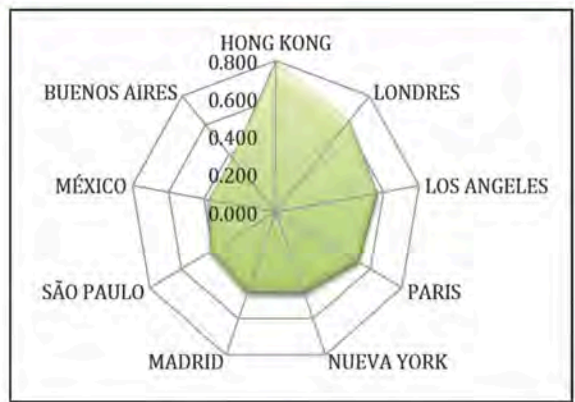 HONG KONG
0.800
0.600
0.400
0.200
0.000
LONDRES
LOS ANGELES
PARIS
NUEVA YORK
MADRID
SÃO PAULO
MÉXICO
BUENOS AIRES